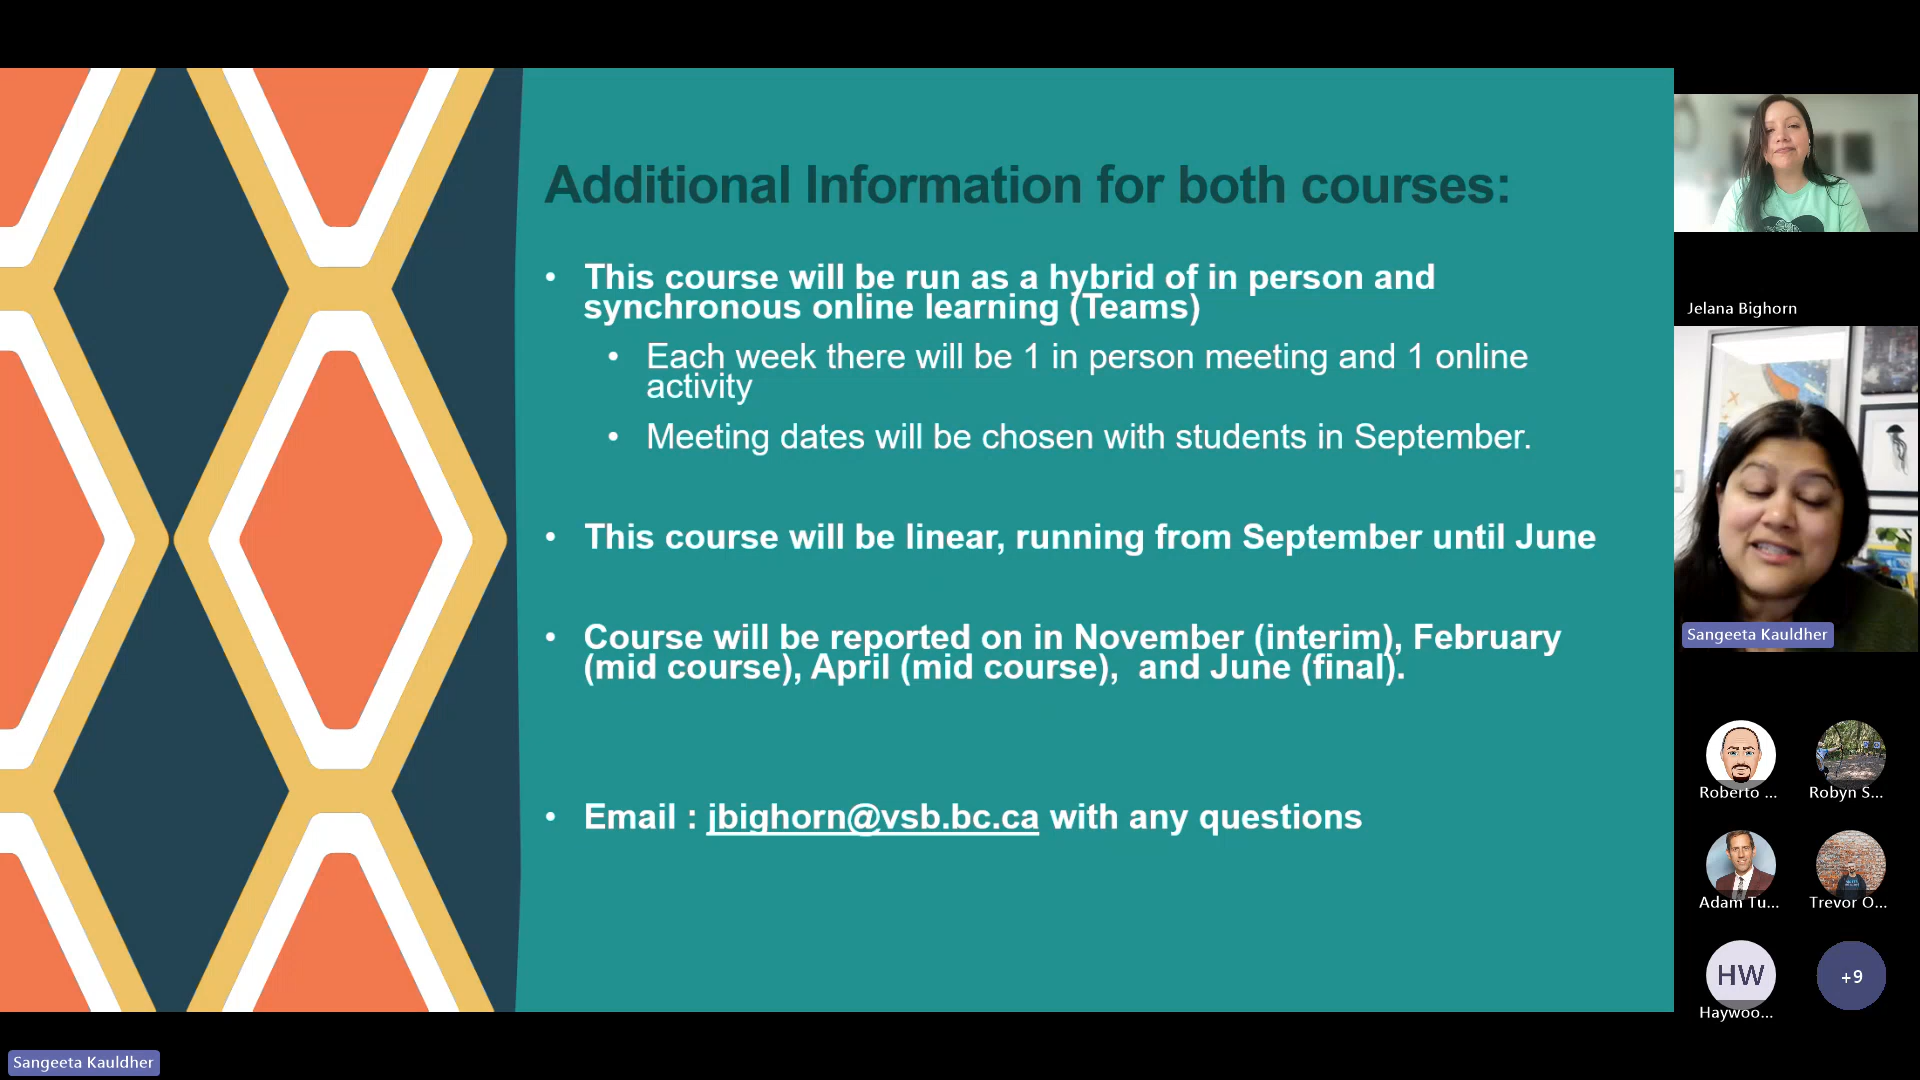 Additional Information for both courses:
• This course will be run as a hybrid of in person and
synchronous online learning (Teams)
• Each week there will be 1 in person meeting and 1 online
activity
• Meeting dates will be chosen with students in September.
• This course will be linear, running from September until June
• Course will be reported on in November (interim), February
(mid course), April (mid course),  and June (final).
• Email : jbighorn@vsb.bc.ca with any questions
Jelana Bighorn
Sangeeta Kauldher
Roberto ...
Robyn S...
Adam Tu...
Trevor O...
HW
Haywoo...
+9
Sangeeta Kauldher